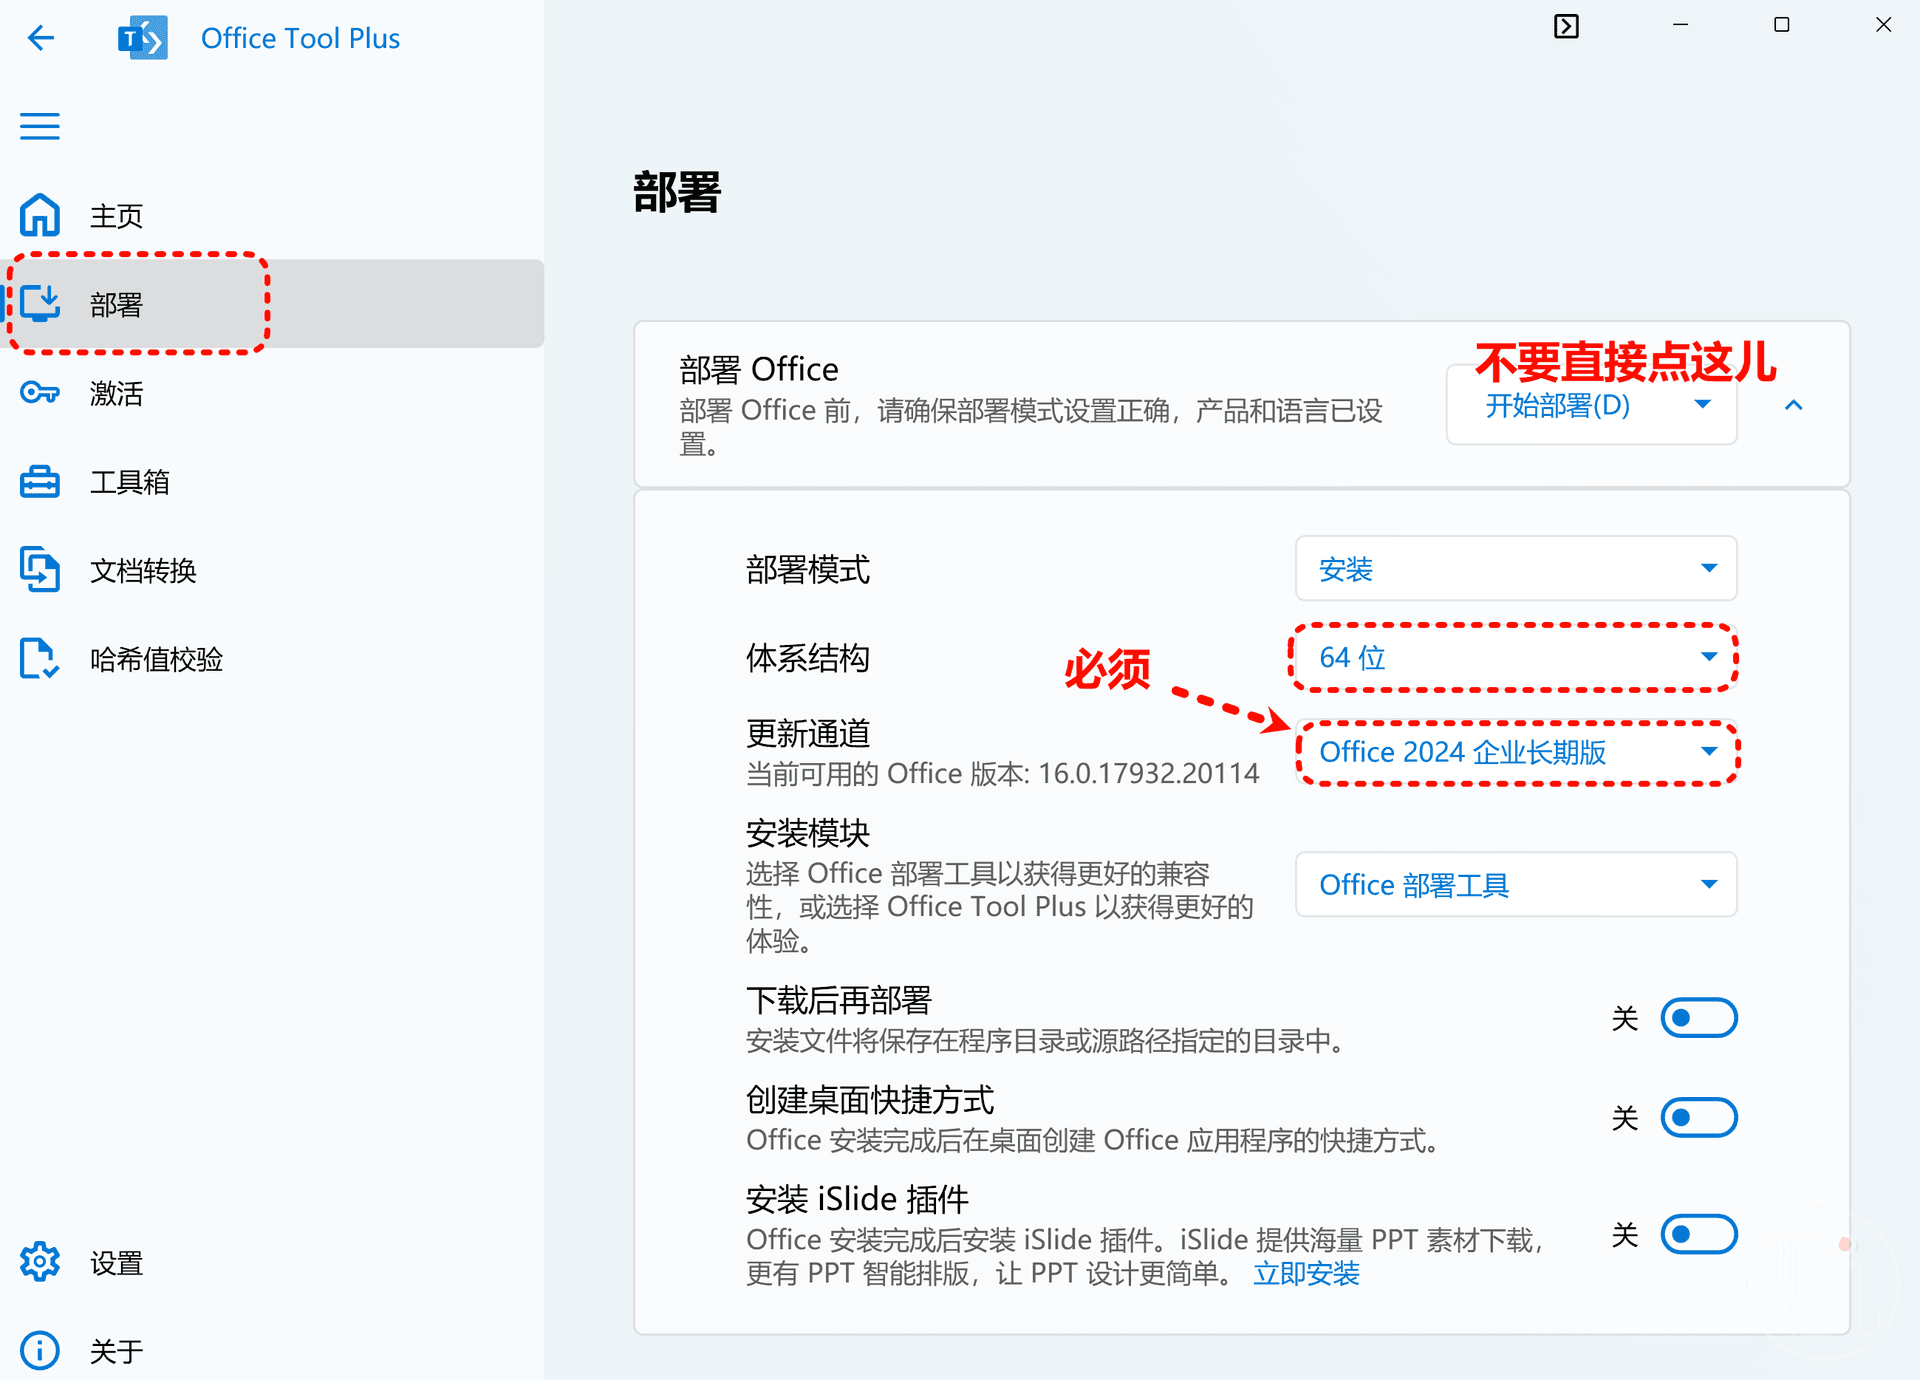 Office Tool Plus
主页
部署
激活
工具箱
文档转换
哈希值校验
设置
关于
部署
部署 Office
部署 Office 前，请确保部署模式设置正确，产品和语言已设
置。
不要直接点这儿
开始部署(D)
部署模式
安装
体系结构
64 位
必须
更新通道
当前可用的 Office 版本: 16.0.17932.20114
Office 2024 企业长期版
安装模块
选择 Office 部署工具以获得更好的兼容
性，或选择 Office Tool Plus 以获得更好的
体验。
Office 部署工具
下载后再部署
安装文件将保存在程序目录或源路径指定的目录中。
关
创建桌面快捷方式
Office 安装完成后在桌面创建 Office 应用程序的快捷方式。
关
安装 iSlide 插件
Office 安装完成后安装 iSlide 插件。iSlide 提供海量 PPT 素材下载，
更有 PPT 智能排版，让 PPT 设计更简单。 立即安装
关